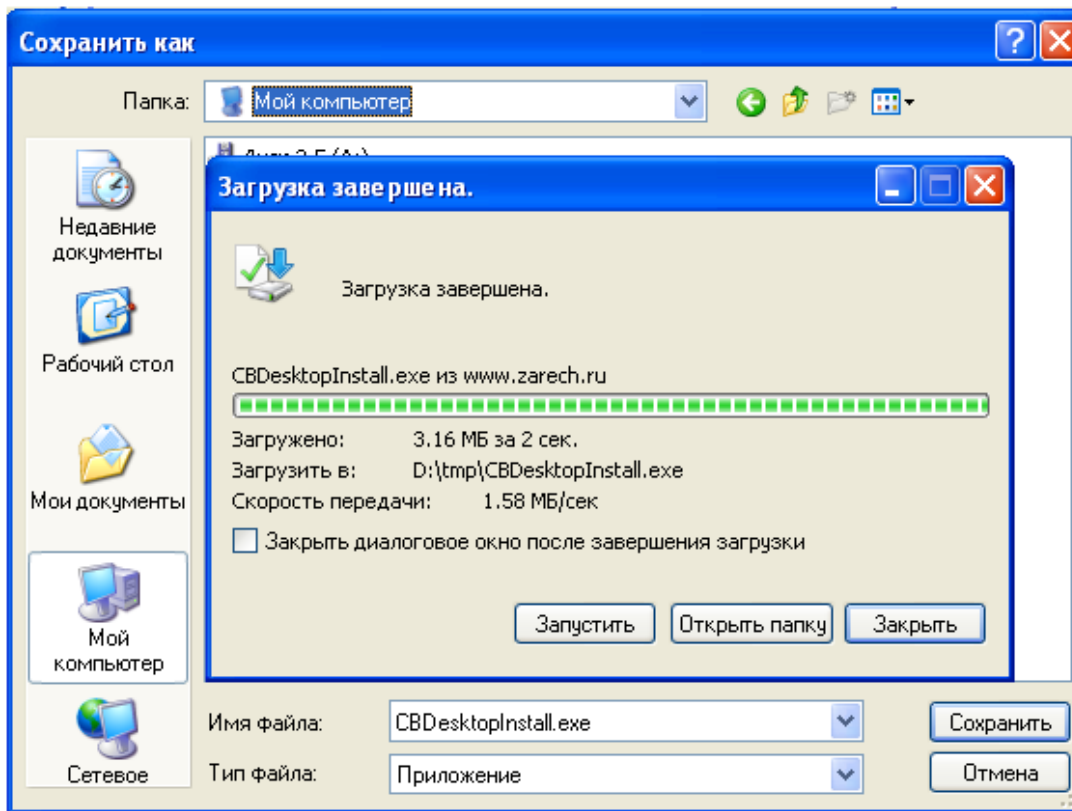 Сохранить как
Папка:
Мой компьютер
Загрузка завершена.
Недавние
документы
Рабочий стол
Мои документы
Мой
компьютер
Сетевое
Загрузка завершена.
CBDesktopInstall.exe из www.zarech.ru
Загружено: 3.16 МБ за 2 сек.
Загрузить в: D:\tmp\CBDesktopInstall.exe
Скорость передачи: 1.58 МБ/сек
Закрыть диалоговое окно после завершения загрузки
Запустить
Открыть папку
Закрыть
Имя файла: CBDesktopInstall.exe
Сохранить
Тип файла: Приложение
Отмена